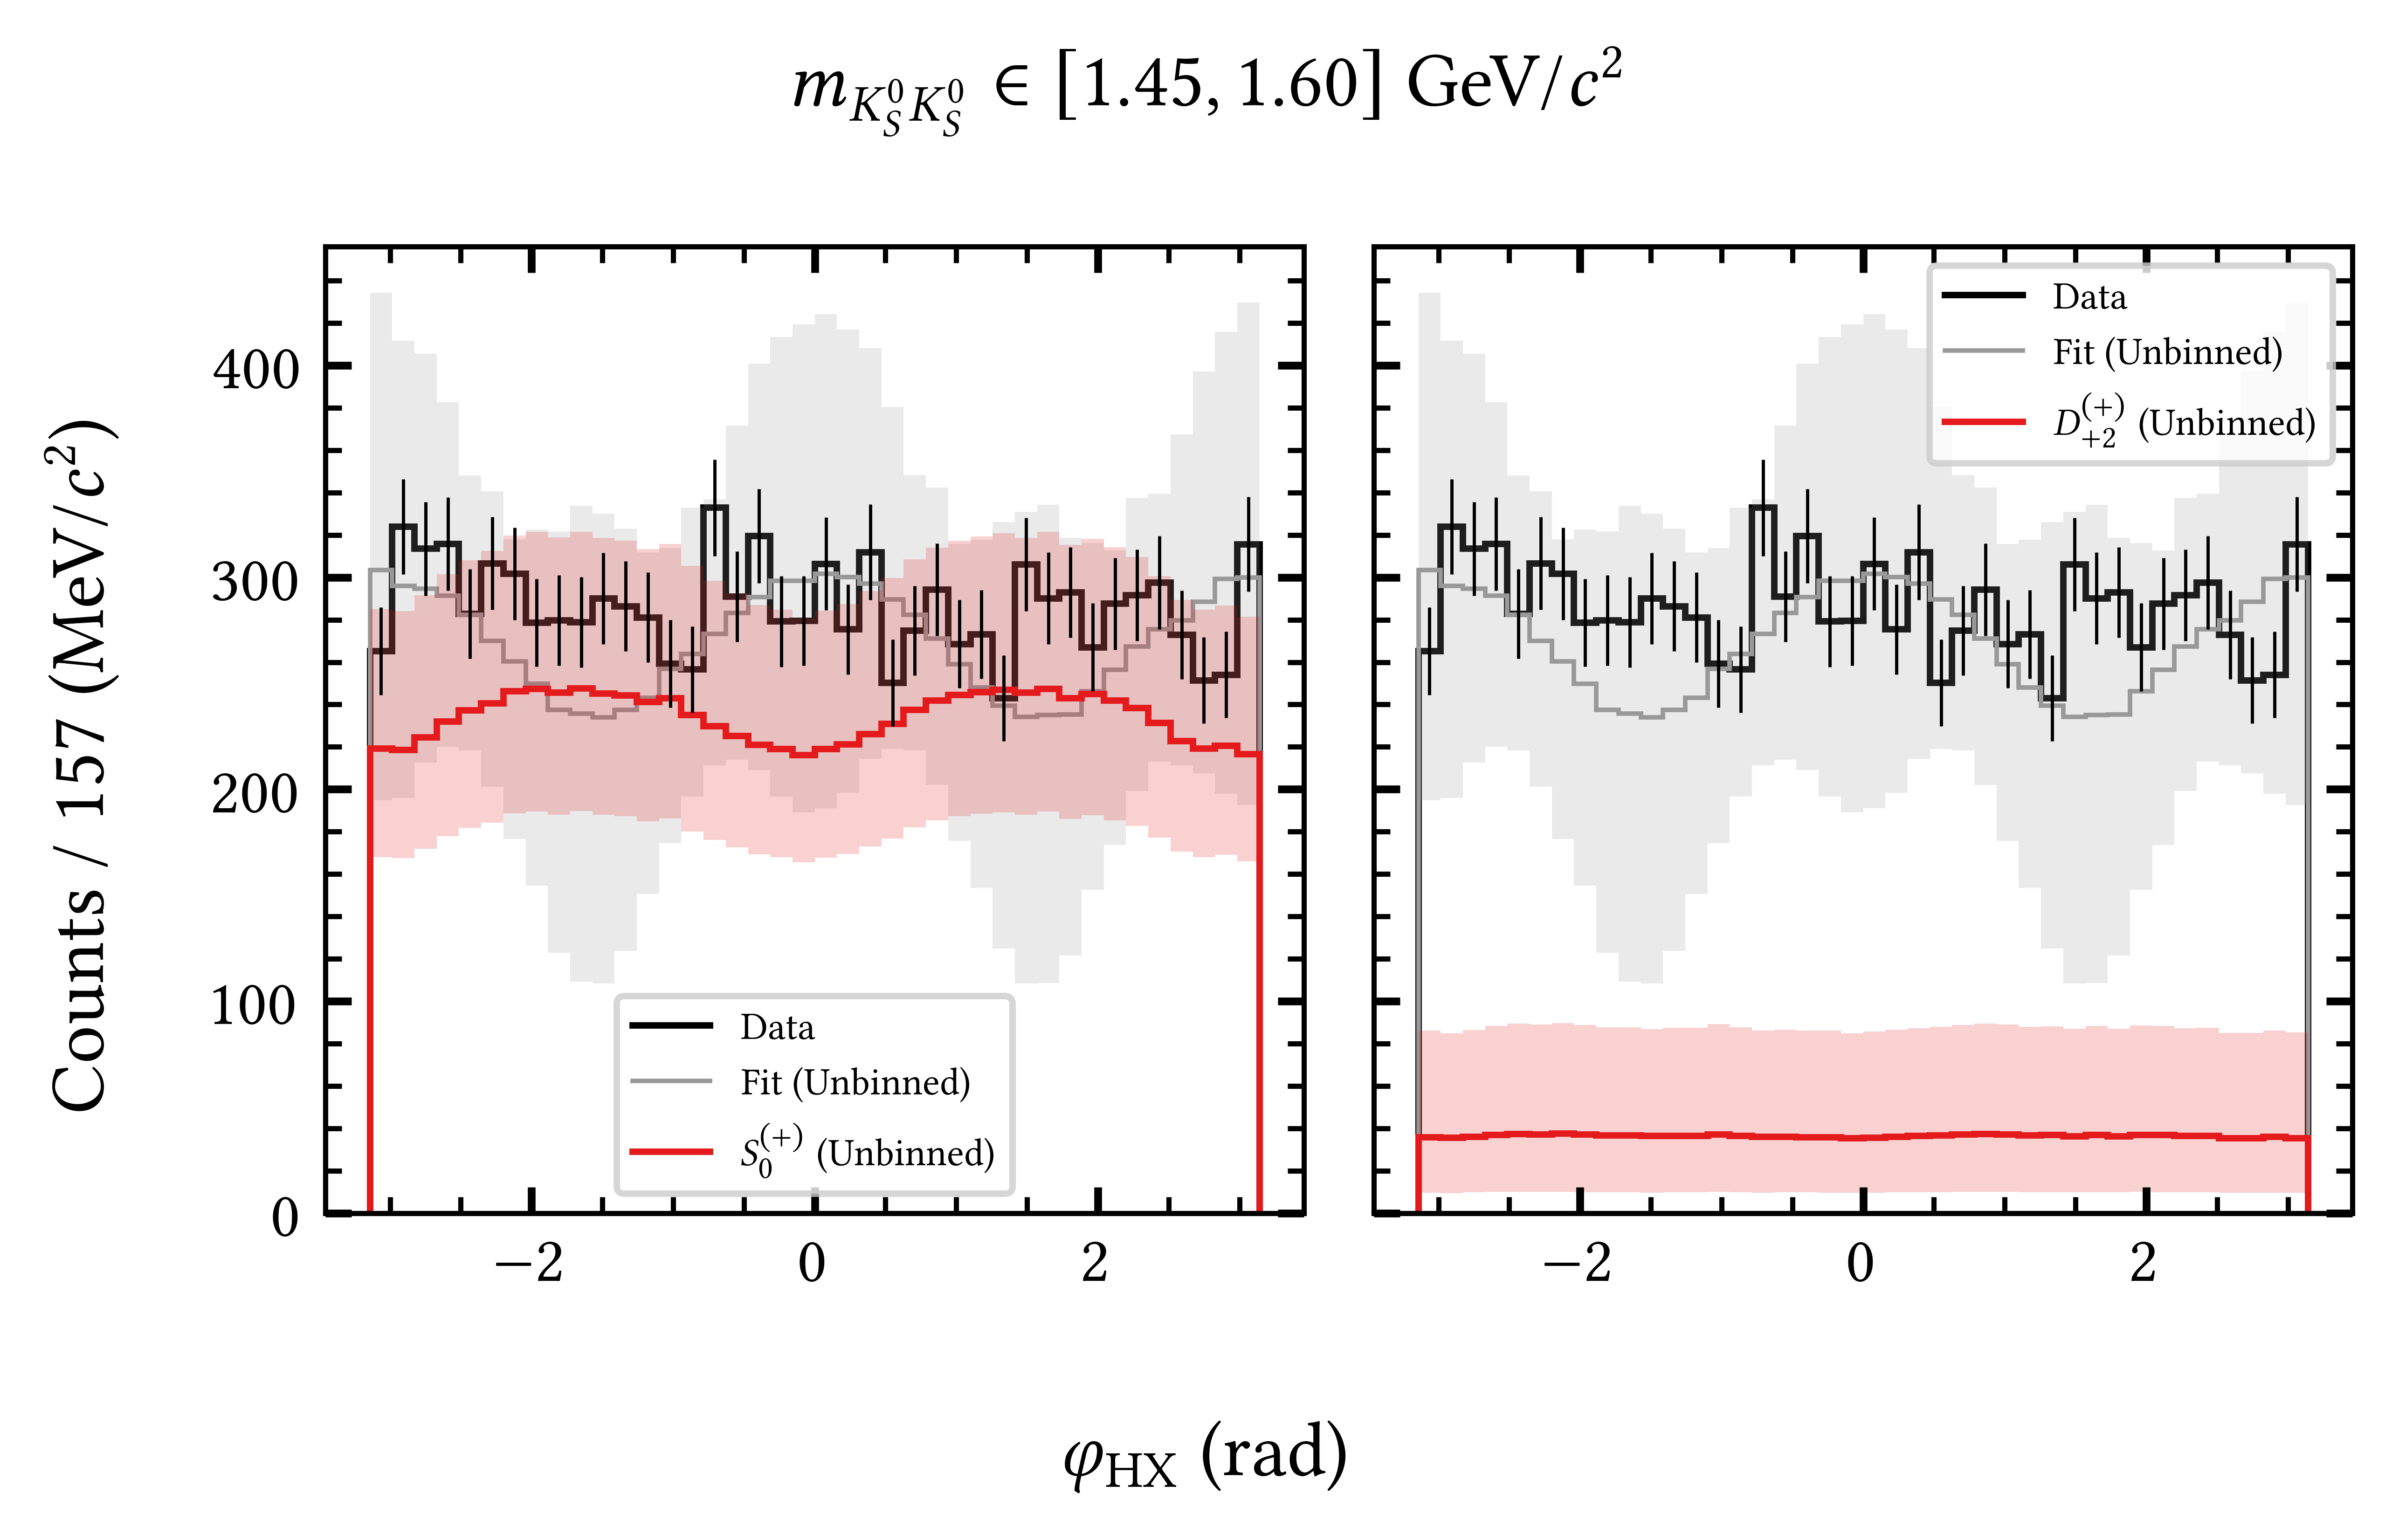 m_{K_S^0 K_S^0} ∈ [1.45, 1.60] GeV/c²
Counts / 157 (MeV/c²)
400
300
200
100
0
Data
Fit (Unbinned)
S_0^{(+)} (Unbinned)
−2
0
2
Data
Fit (Unbinned)
D_{+2}^{(+)} (Unbinned)
−2
0
2
φ_HX (rad)